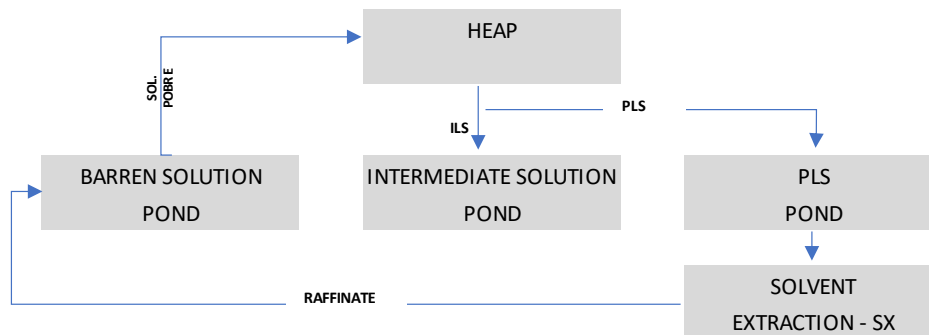 HEAP
SOL.
POBRE
PLS
ILS
BARREN SOLUTION
POND
INTERMEDIATE SOLUTION
POND
PLS
POND
RAFFINATE
SOLVENT
EXTRACTION - SX